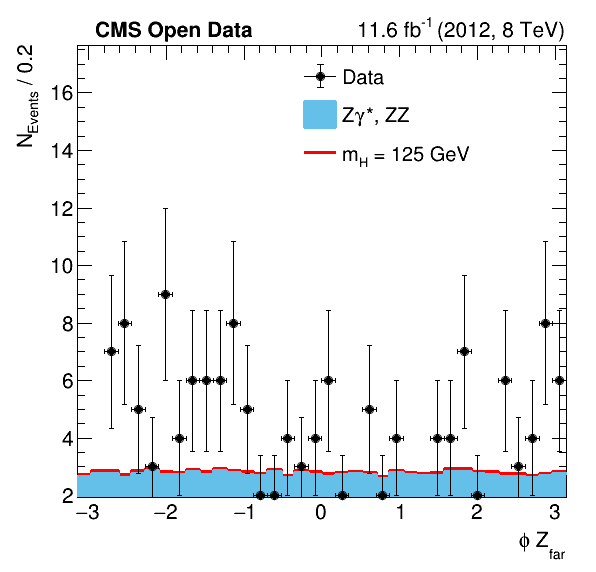 CMS Open Data 11.6 fb⁻¹ (2012, 8 TeV)
N_Events / 0.2
Data
Zγ*, ZZ
m_H = 125 GeV
16
14
12
10
8
6
4
2
−3 −2 −1 0 1 2 3
ϕ Z_far